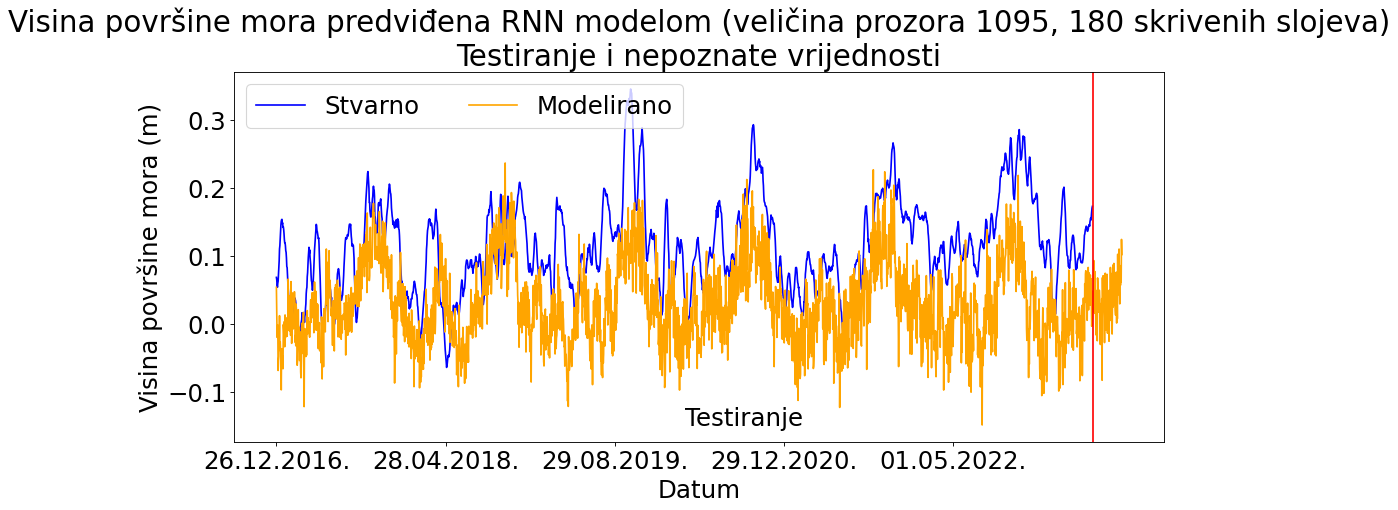 Visina površine mora predviđena RNN modelom (veličina prozora 1095, 180 skrivenih slojeva)
Testiranje i nepoznate vrijednosti
Stvarno
Modelirano
Visina površine mora (m)
0.3
0.2
0.1
0.0
−0.1
Testiranje
26.12.2016.
28.04.2018.
29.08.2019.
29.12.2020.
01.05.2022.
Datum